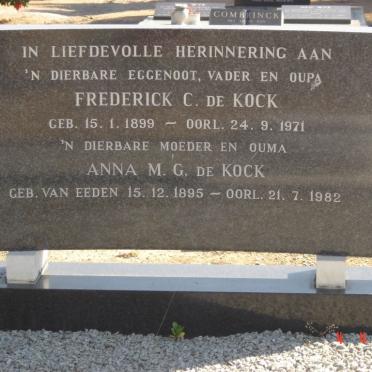 COMBRINCK
IN LIEFDEVOLLE HERINNERING AAN
'N DIERBARE EGGENOOT, VADER EN OUPA
FREDERICK C. DE KOCK
GEB. 15. 1. 1899 — OORL. 24. 9. 1971
'N DIERBARE MOEDER EN OUMA
ANNA M. G. DE KOCK
GEB. VAN EEDEN 15. 12. 1895 — OORL. 21. 7. 1982